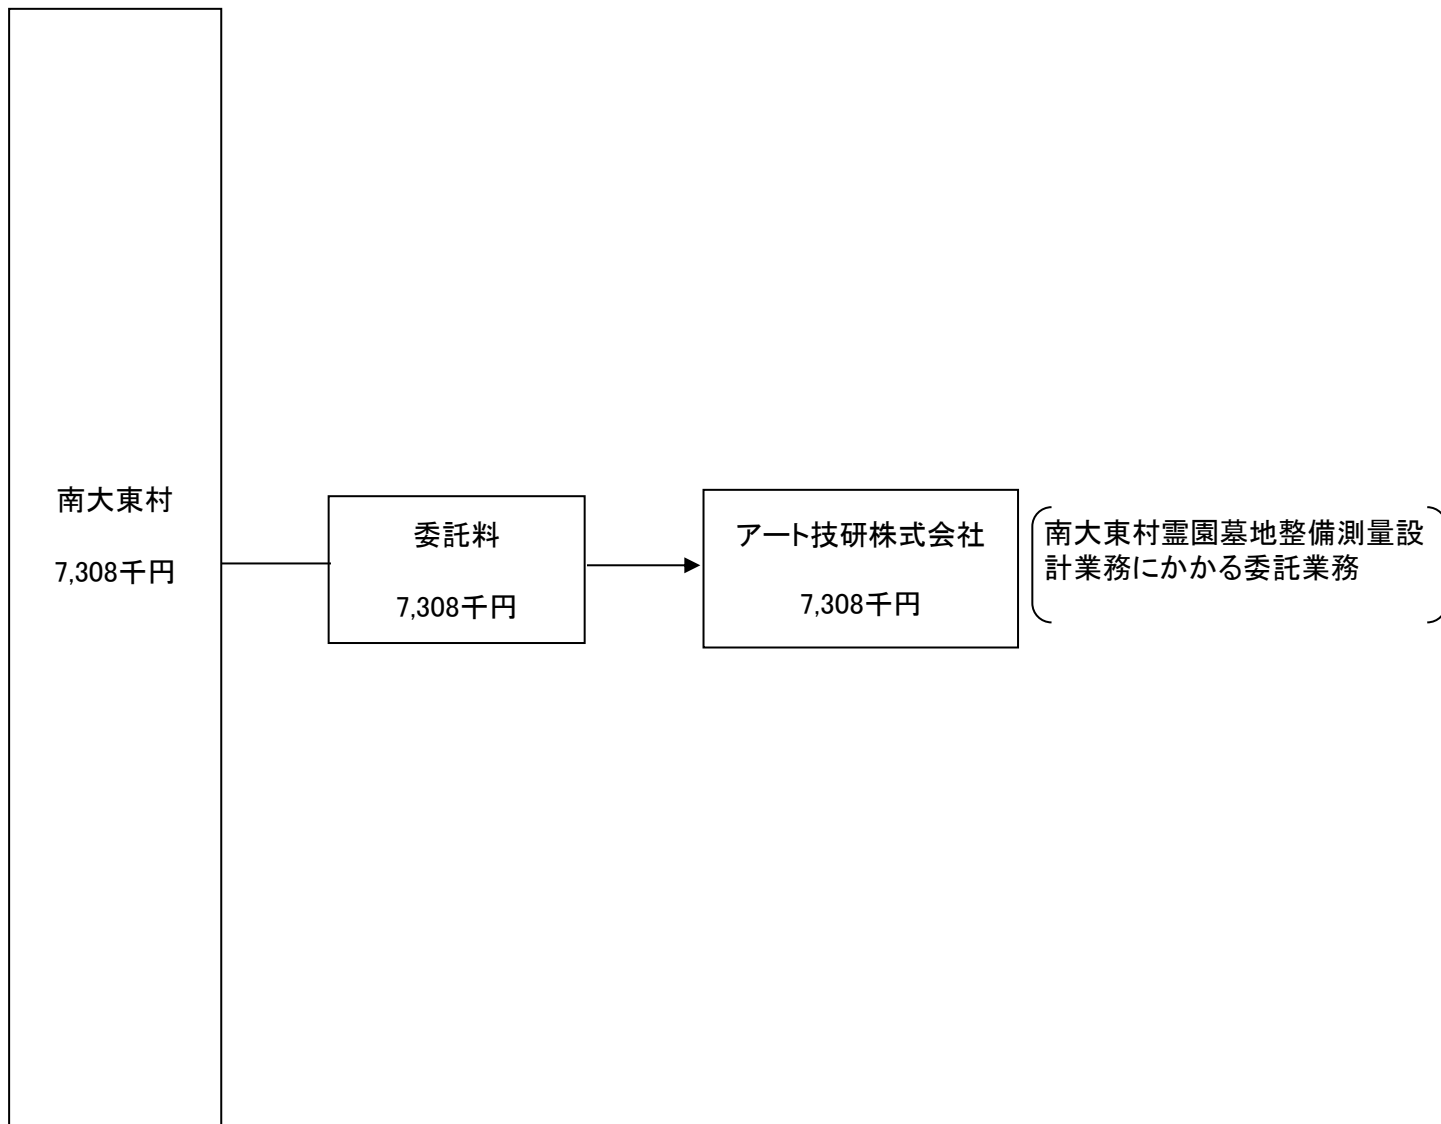 南大東村
7,308千円
委託料
7,308千円
アート技研株式会社
7,308千円
南大東村霊園墓地整備測量設
計業務にかかる委託業務